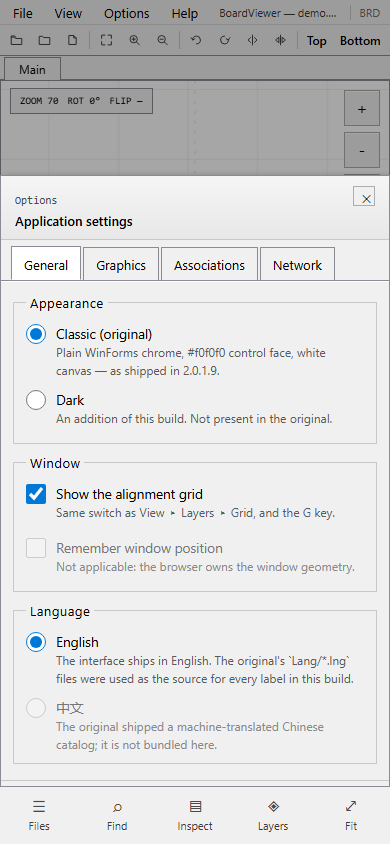 File View Options Help BoardViewer — demo.... BRD
Top Bottom
Main
ZOOM 70 ROT 0° FLIP —
+
-
Options
Application settings
General Graphics Associations Network
Appearance
Classic (original)
Plain WinForms chrome, #f0f0f0 control face, white
canvas — as shipped in 2.0.1.9.
Dark
An addition of this build. Not present in the original.
Window
Show the alignment grid
Same switch as View ▸ Layers ▸ Grid, and the G key.
Remember window position
Not applicable: the browser owns the window geometry.
Language
English
The interface ships in English. The original's `Lang/*.lng`
files were used as the source for every label in this build.
中文
The original shipped a machine-translated Chinese
catalog; it is not bundled here.
Files Find Inspect Layers Fit